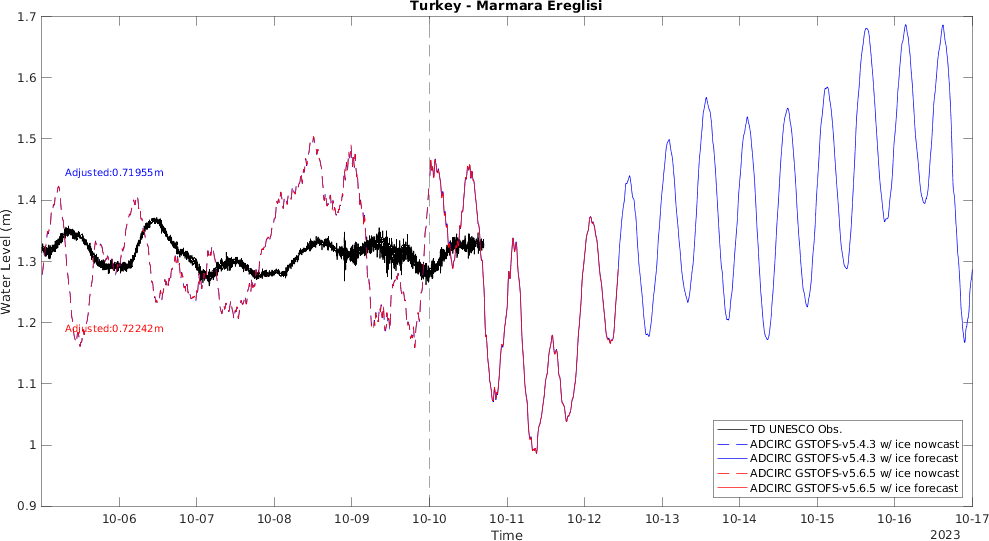 Turkey - Marmara Ereglisi
1.7
1.6
1.5
1.4
1.3
1.2
1.1
1
0.9
Water Level (m)
Adjusted:0.71955m
Adjusted:0.72242m
TD UNESCO Obs.
ADCIRC GSTOFS-v5.4.3 w/ ice nowcast
ADCIRC GSTOFS-v5.4.3 w/ ice forecast
ADCIRC GSTOFS-v5.6.5 w/ ice nowcast
ADCIRC GSTOFS-v5.6.5 w/ ice forecast
10-06 10-07 10-08 10-09 10-10 10-11 10-12 10-13 10-14 10-15 10-16 10-17
Time
2023